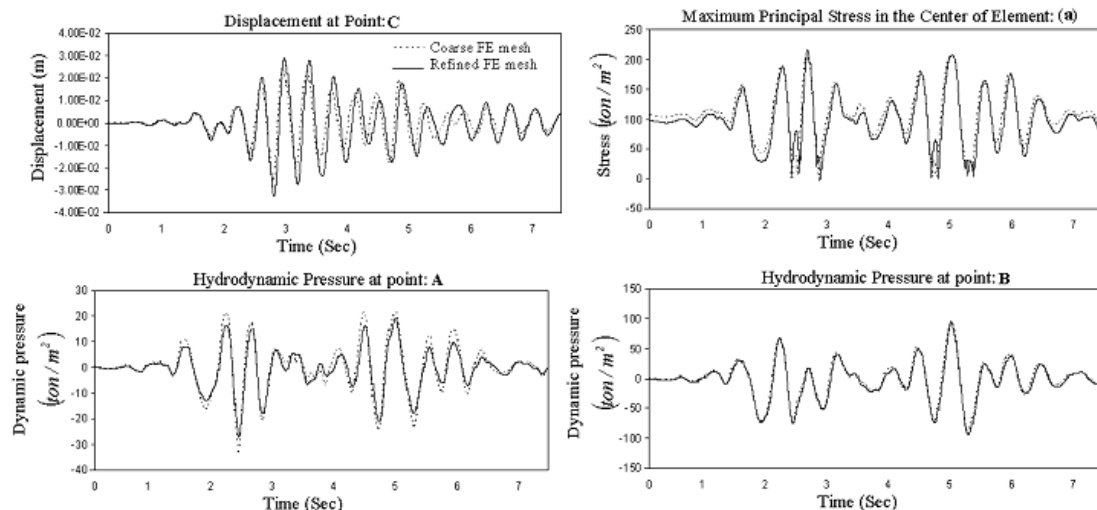 Displacement at Point: C
Displacement (m)
4.00E-02
3.00E-02
2.00E-02
1.00E-02
0.00E+00
-1.00E-02
-2.00E-02
-3.00E-02
-4.00E-02
Coarse FE mesh
Refined FE mesh
0 1 2 3 4 5 6 7
Time (Sec)
Maximum Principal Stress in the Center of Element: (a)
Stress (ton / m²)
250
200
150
100
50
0
-50
0 1 2 3 4 5 6 7
Time (Sec)
Hydrodynamic Pressure at point: A
Dynamic pressure
(ton / m²)
30
20
10
0
-10
-20
-30
-40
0 1 2 3 4 5 6 7
Time (Sec)
Hydrodynamic Pressure at point: B
Dynamic pressure
(ton / m²)
150
100
50
0
-50
-100
-150
0 1 2 3 4 5 6 7
Time (Sec)